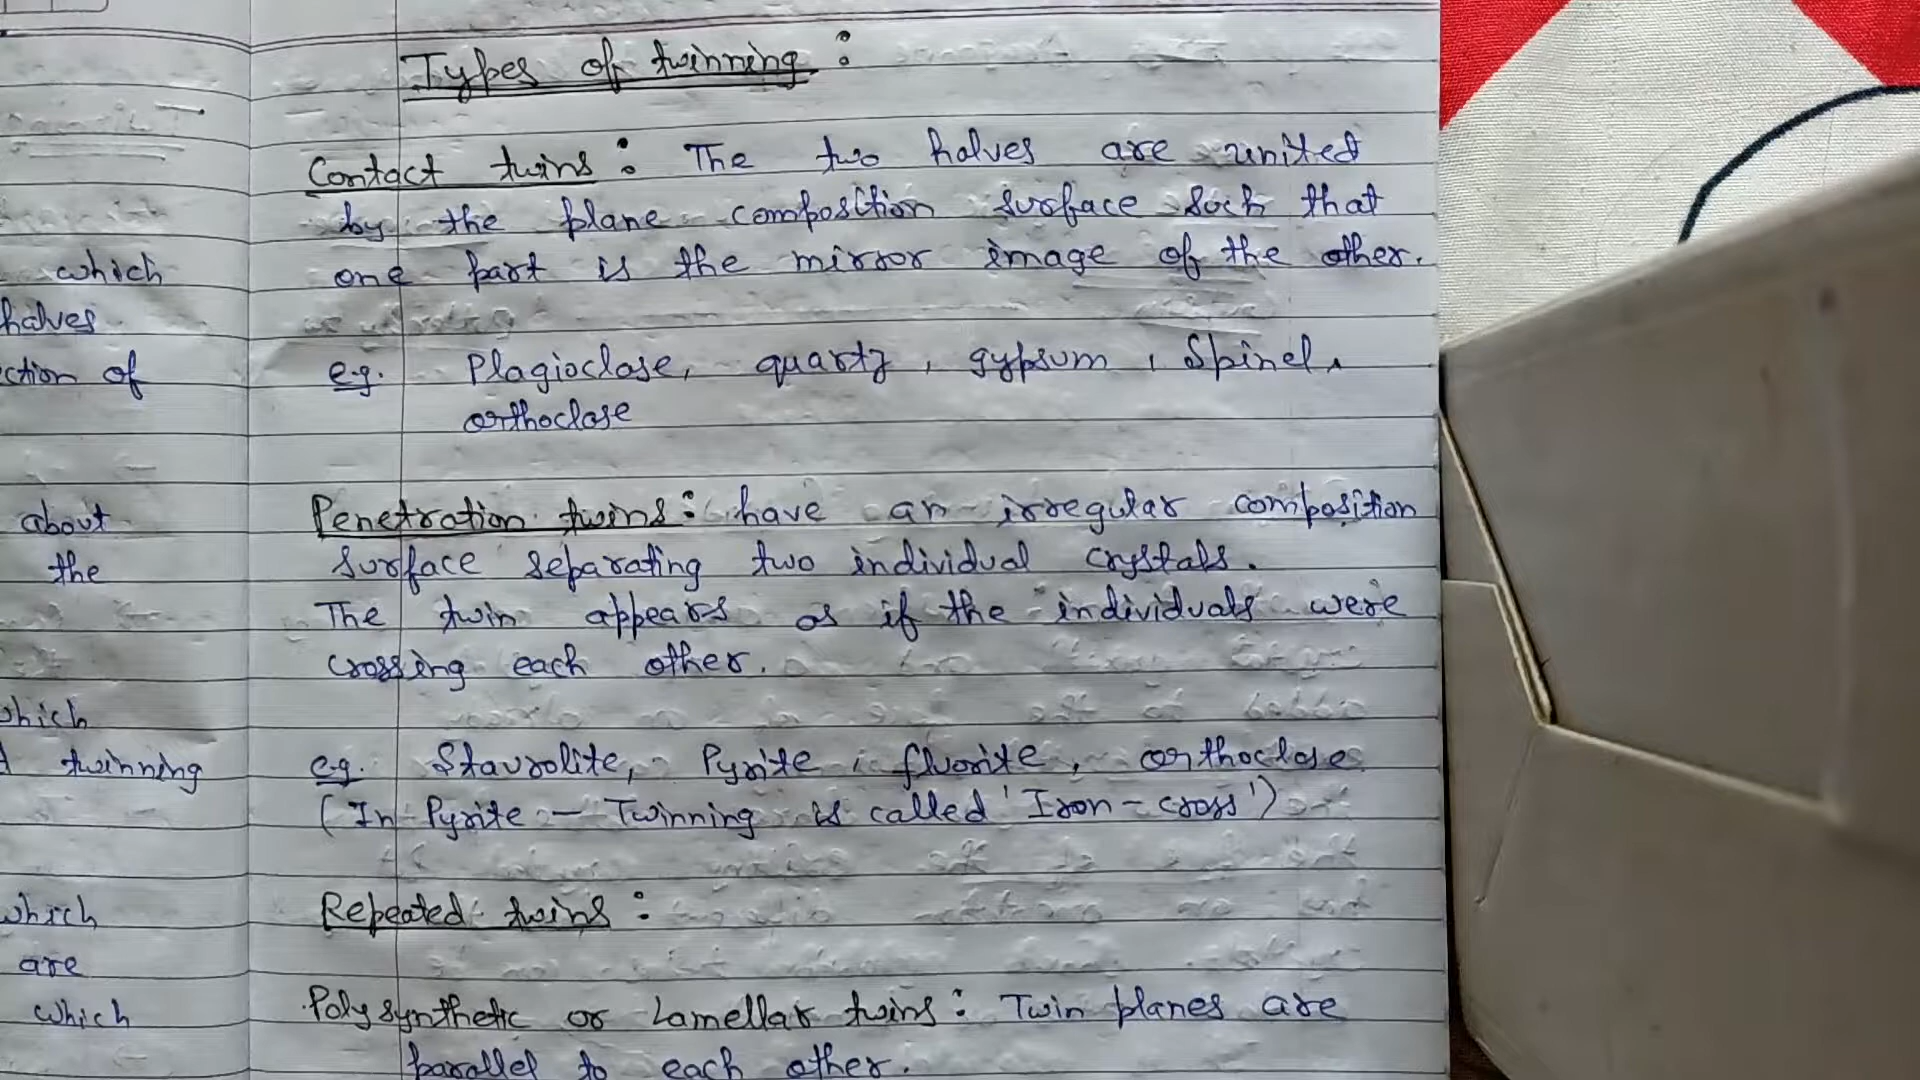 Types of twinning :
Contact twins : The two halves are united
by the plane composition surface such that
one part is the mirror image of the other.
e.g. Plagioclase, quartz, gypsum, Spinel,
orthoclase
Penetration twins : have an irregular composition
surface separating two individual crystals.
The twin appears as if the individuals were
crossing each other.
e.g. Staurolite, Pyrite, fluorite, orthoclase
(In Pyrite - Twinning is called 'Iron-cross')
Repeated twins :
Polysynthetic or Lamellar twins : Twin planes are
parallel to each other.
which
halves
of
about
the
which
twinning
which
are
which